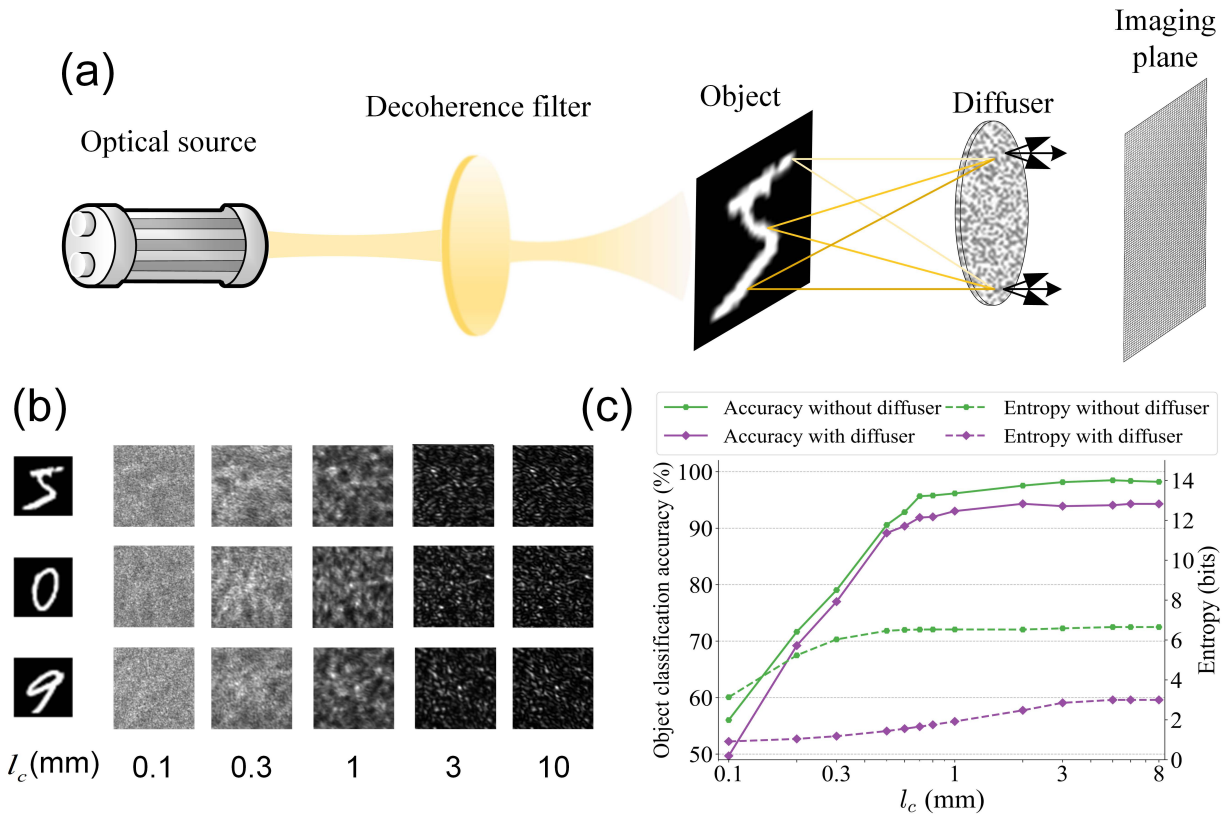 (a)
Optical source
Decoherence filter
Object
Diffuser
Imaging
plane
(b)
l_c (mm)
0.1
0.3
1
3
10
(c)
Accuracy without diffuser
Entropy without diffuser
Accuracy with diffuser
Entropy with diffuser
Object classification accuracy (%)
100
90
80
70
60
50
Entropy (bits)
14
12
10
8
6
4
2
0
0.1
0.3
1
3
8
l_c (mm)
5
0
9